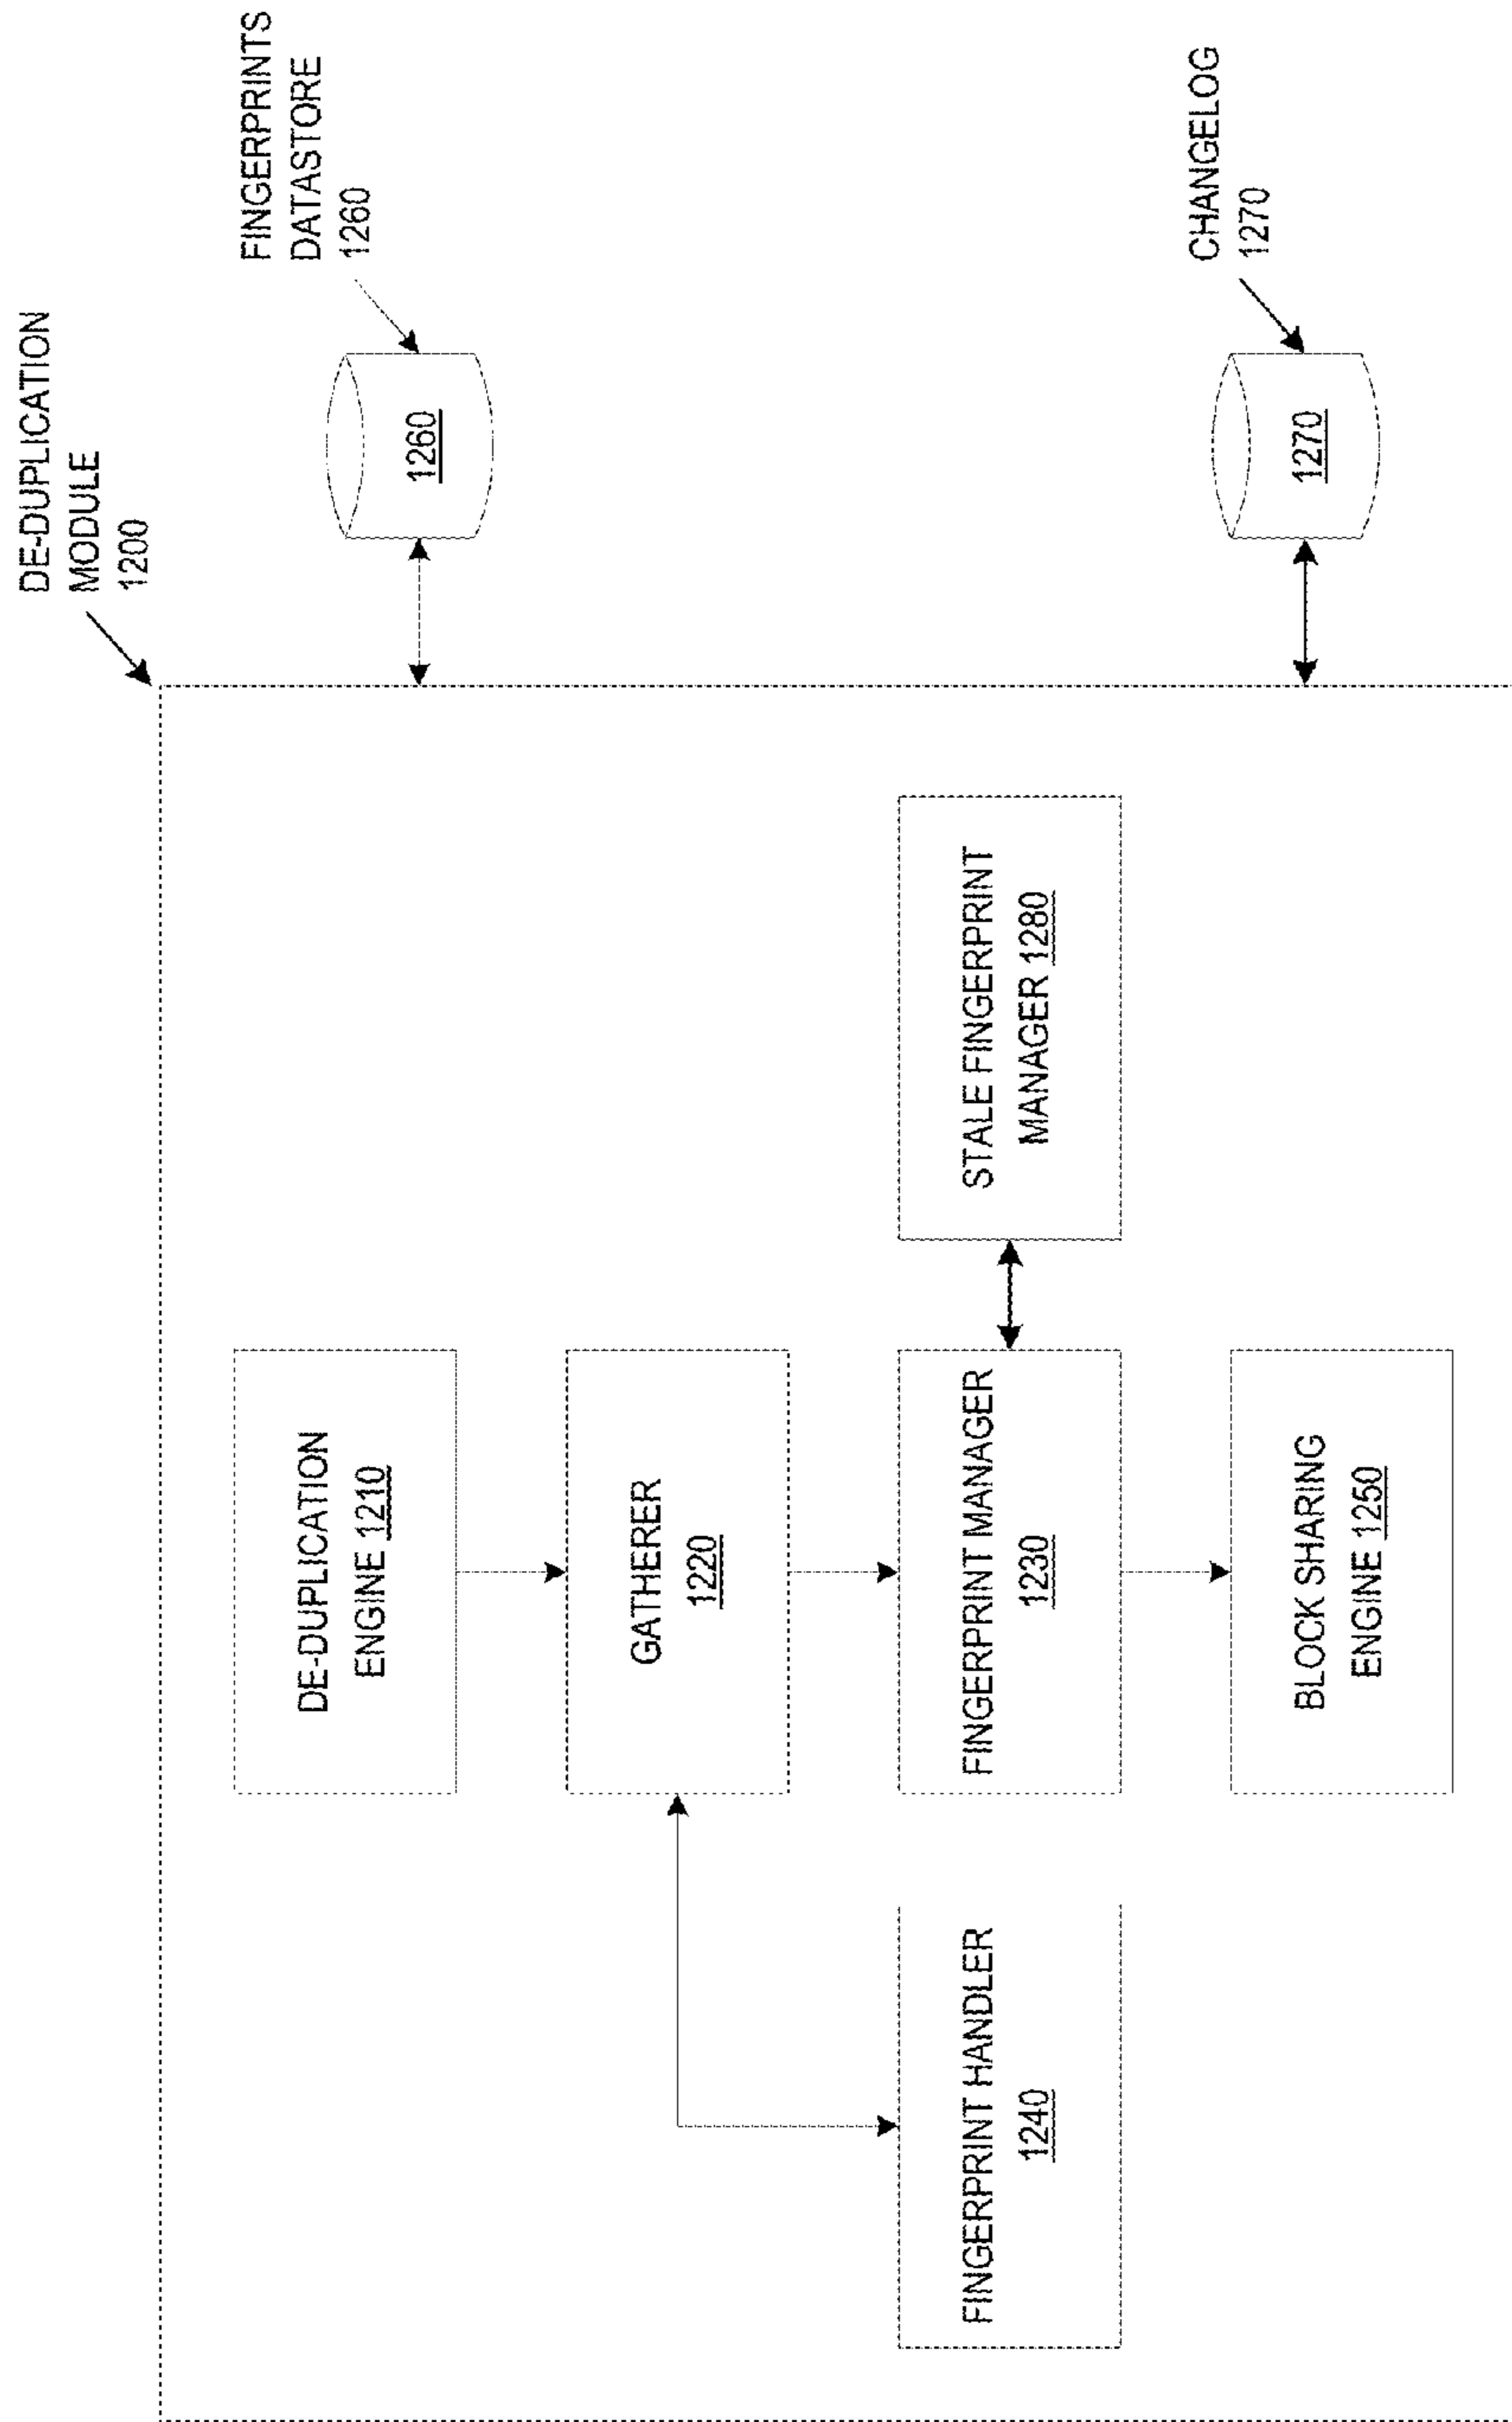 DE-DUPLICATION
MODULE
1200
FINGERPRINTS
DATASTORE
1260
1260
CHANGELOG
1270
1270
DE-DUPLICATION
ENGINE 1210
GATHERER
1220
FINGERPRINT HANDLER
1240
FINGERPRINT MANAGER
1230
STALE FINGERPRINT
MANAGER 1280
BLOCK SHARING
ENGINE 1250